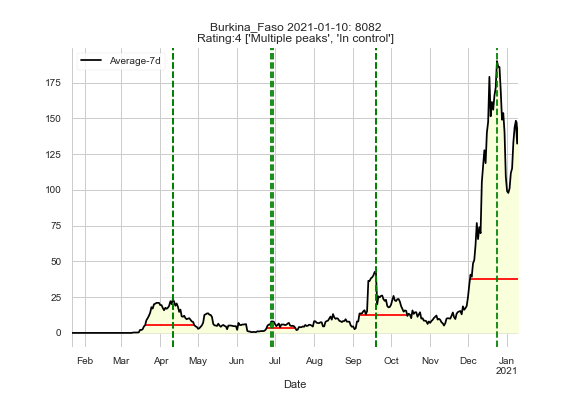 Burkina_Faso 2021-01-10: 8082
Rating:4 ['Multiple peaks', 'In control']
Average-7d
175
150
125
100
75
50
25
0
Feb Mar Apr May Jun Jul Aug Sep Oct Nov Dec Jan
2021
Date